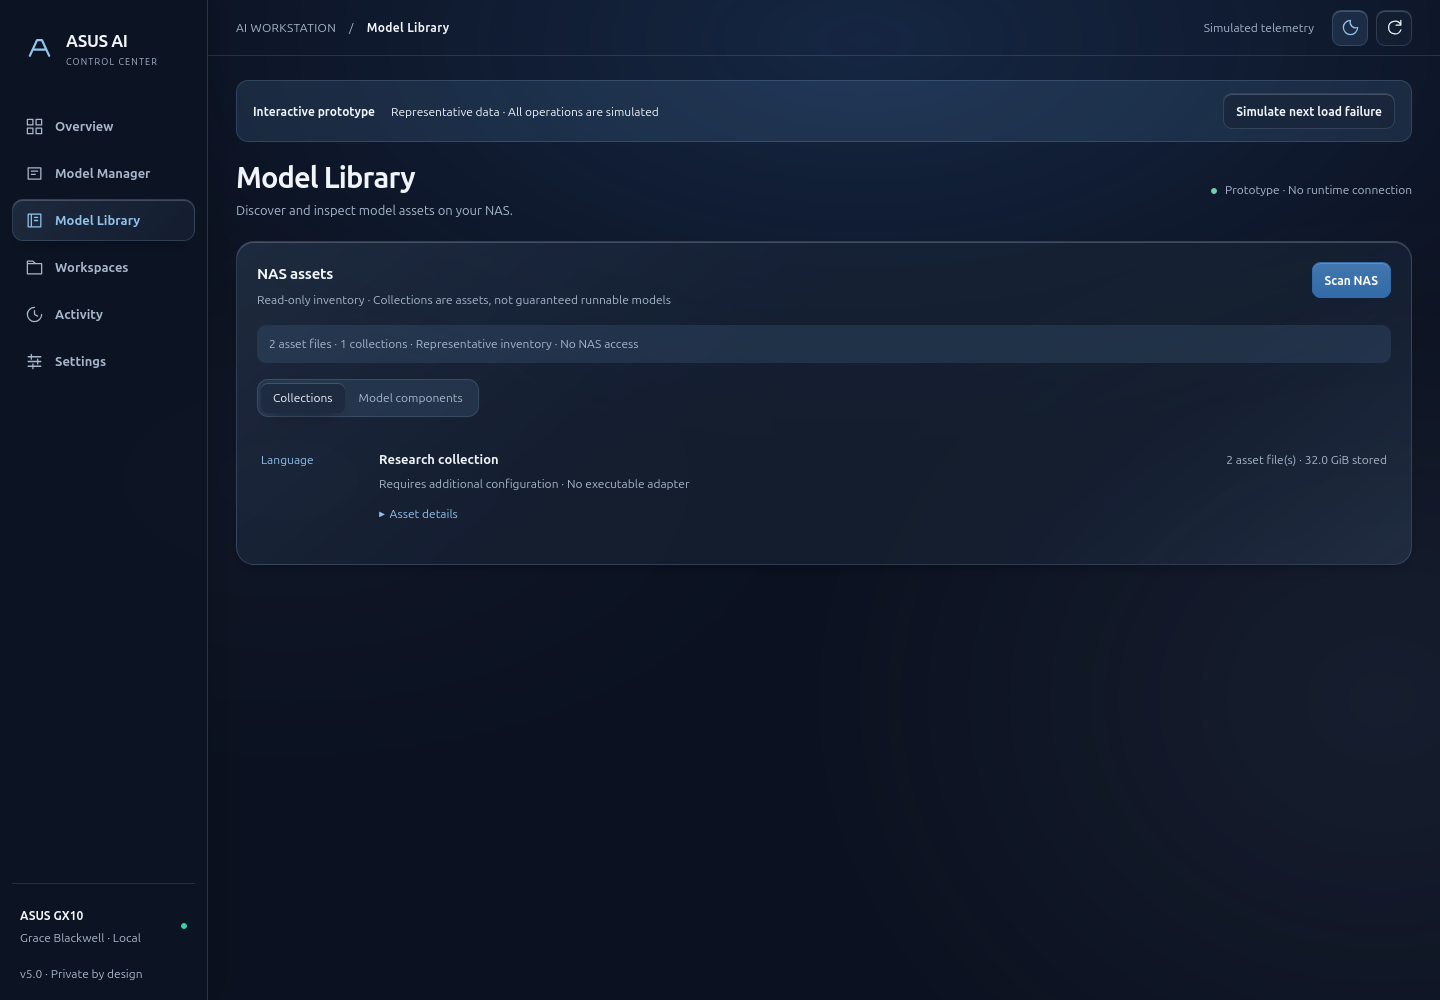 ASUS AI
CONTROL CENTER
Overview
Model Manager
Model Library
Workspaces
Activity
Settings
ASUS GX10
Grace Blackwell · Local
v5.0 · Private by design
AI WORKSTATION / Model Library
Simulated telemetry
Interactive prototype Representative data · All operations are simulated
Simulate next load failure
Model Library
Discover and inspect model assets on your NAS.
Prototype · No runtime connection
NAS assets
Read-only inventory · Collections are assets, not guaranteed runnable models
Scan NAS
2 asset files · 1 collections · Representative inventory · No NAS access
Collections Model components
Language
Research collection
2 asset file(s) · 32.0 GiB stored
Requires additional configuration · No executable adapter
▸ Asset details